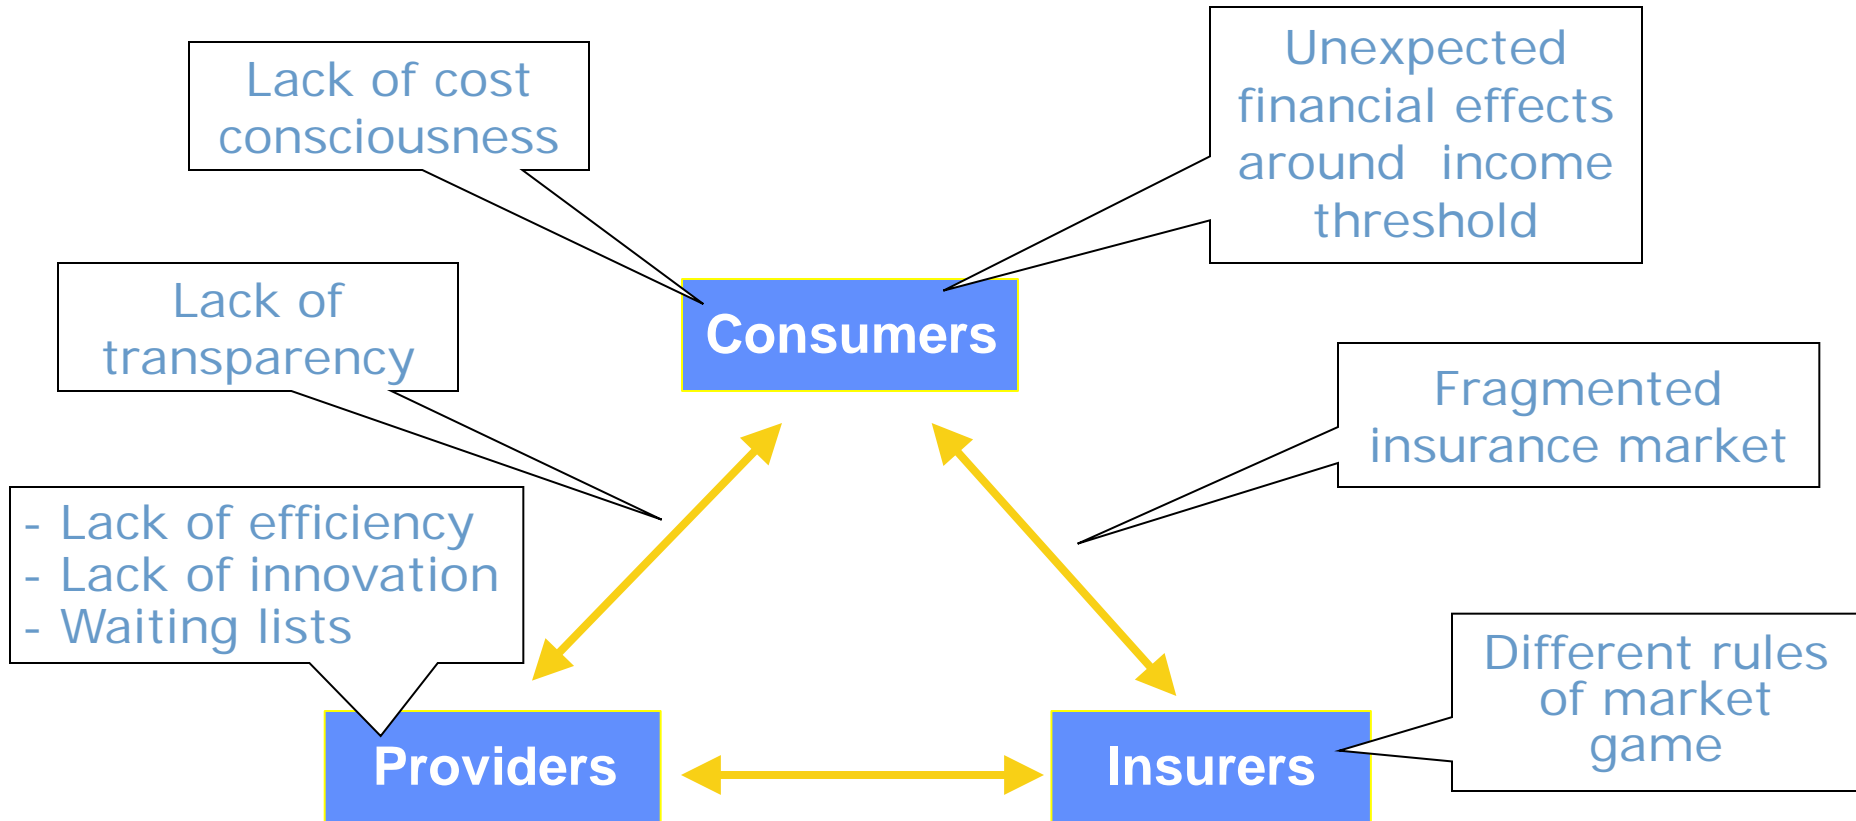 Lack of cost
consciousness
Unexpected
financial effects
around income
threshold
Lack of
transparency
Consumers
Fragmented
insurance market
- Lack of efficiency
- Lack of innovation
- Waiting lists
Different rules
of market
game
Providers
Insurers